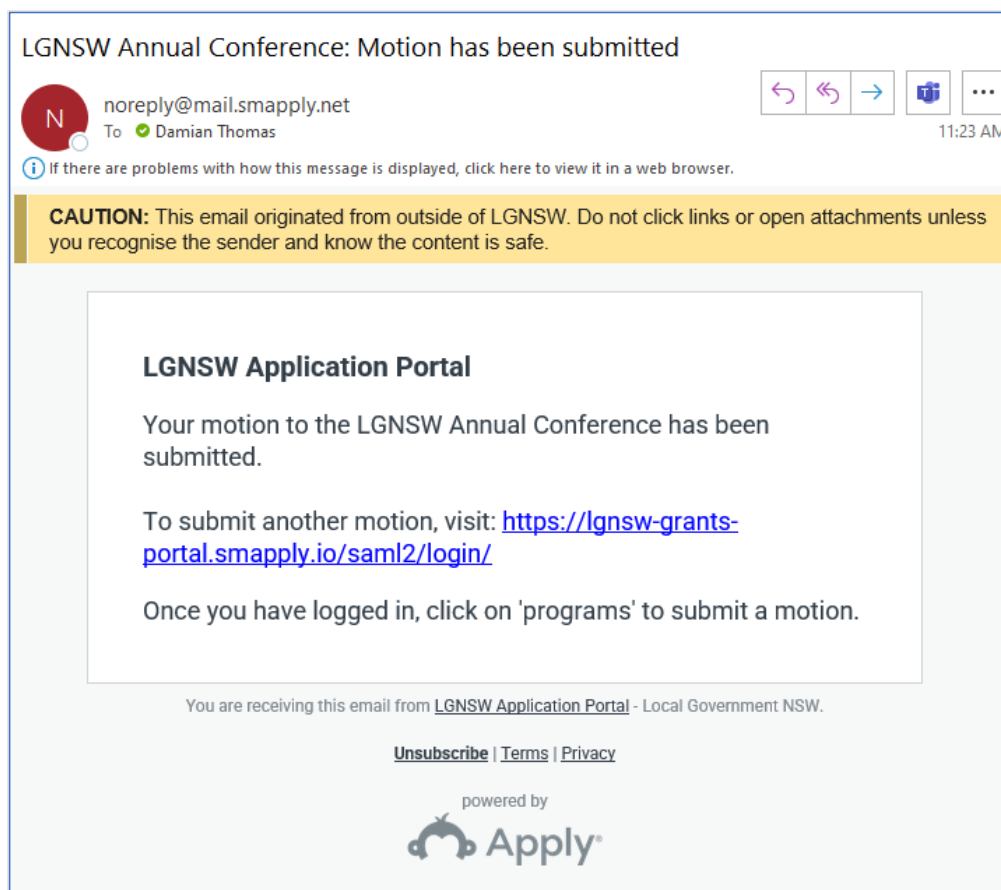 LGNSW Annual Conference: Motion has been submitted
N
noreply@mail.smapply.net
To Damian Thomas
11:23 AM
If there are problems with how this message is displayed, click here to view it in a web browser.
CAUTION: This email originated from outside of LGNSW. Do not click links or open attachments unless
you recognise the sender and know the content is safe.
LGNSW Application Portal
Your motion to the LGNSW Annual Conference has been
submitted.
To submit another motion, visit: https://lgnsw-grants-
portal.smapply.io/saml2/login/
Once you have logged in, click on 'programs' to submit a motion.
You are receiving this email from LGNSW Application Portal - Local Government NSW.
Unsubscribe | Terms | Privacy
powered by
Apply®